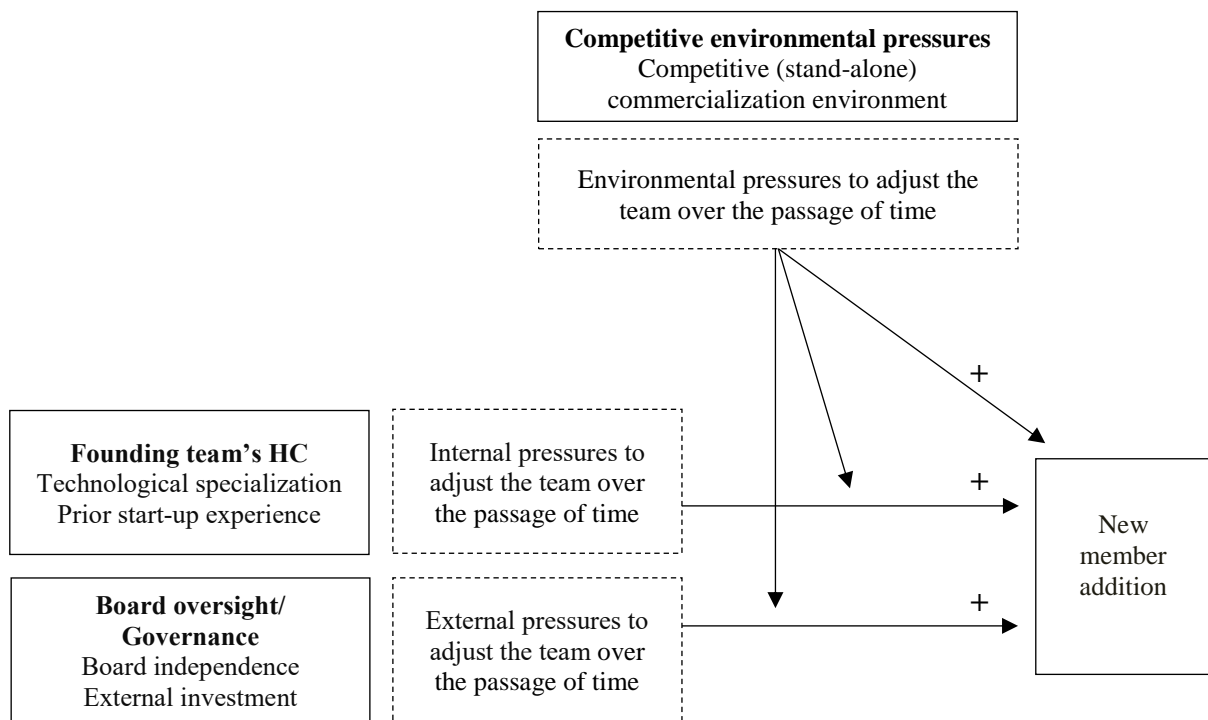 Competitive environmental pressures
Competitive (stand-alone)
commercialization environment
Environmental pressures to adjust the
team over the passage of time
+
Founding team’s HC
Technological specialization
Prior start-up experience
Internal pressures to
adjust the team over
the passage of time
+
Board oversight/
Governance
Board independence
External investment
External pressures to
adjust the team over
the passage of time
+
New
member
addition